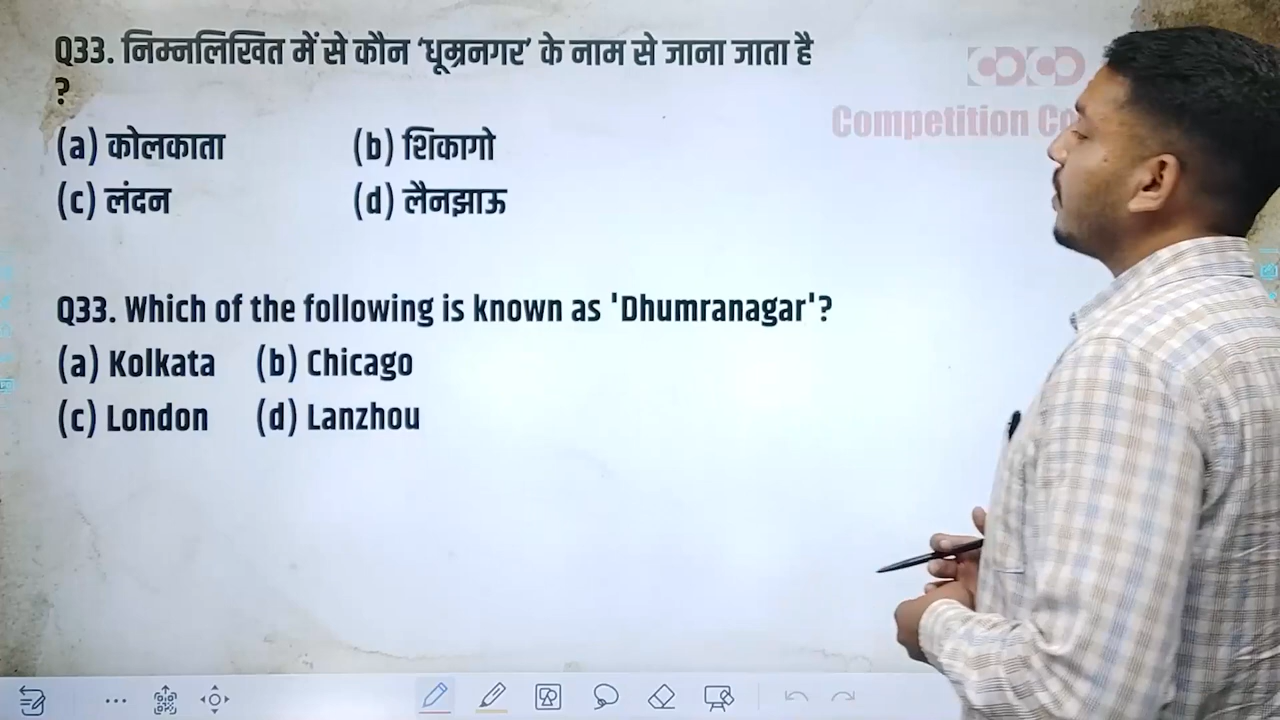 Q33. निम्नलिखित में से कौन ‘धूम्रनगर’ के नाम से जाना जाता है
?
(a) कोलकाता (b) शिकागो
(c) लंदन (d) लैनझाऊ
Competition
Q33. Which of the following is known as 'Dhumranagar'?
(a) Kolkata (b) Chicago
(c) London (d) Lanzhou